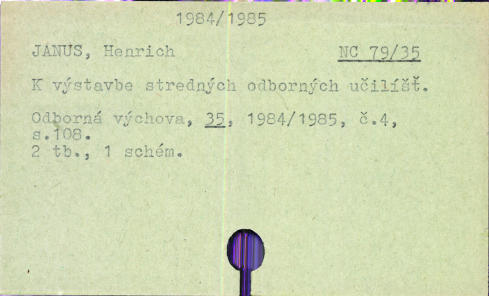 1984/1985
JANUS, Henrich NC 79/35
K výstavbe stredných odborných učilíšť.
Odborná výchova, 35, 1984/1985, č.4,
s.108.
2 tb., 1 schém.